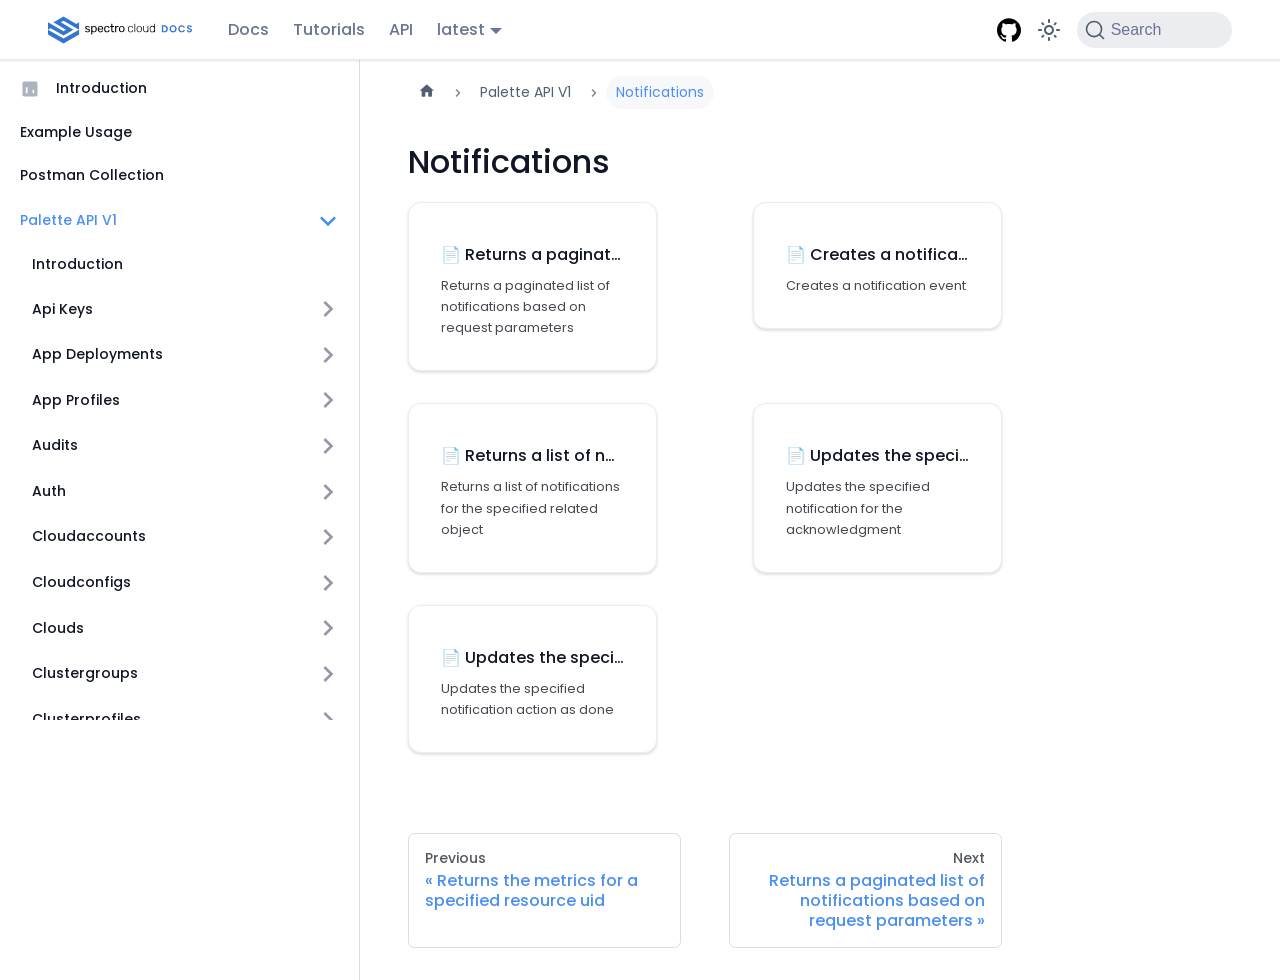 spectro cloud DOCS
Docs
Tutorials
API
latest
Search
Introduction
Example Usage
Postman Collection
Palette API V1
Introduction
Api Keys
App Deployments
App Profiles
Audits
Auth
Cloudaccounts
Cloudconfigs
Clouds
Clustergroups
Clusterprofiles
Palette API V1
Notifications
Notifications
📄 Returns a paginat...
Returns a paginated list of
notifications based on
request parameters
📄 Creates a notifica...
Creates a notification event
📄 Returns a list of n...
Returns a list of notifications
for the specified related
object
📄 Updates the speci...
Updates the specified
notification for the
acknowledgment
📄 Updates the speci...
Updates the specified
notification action as done
Previous
« Returns the metrics for a
specified resource uid
Next
Returns a paginated list of
notifications based on
request parameters »